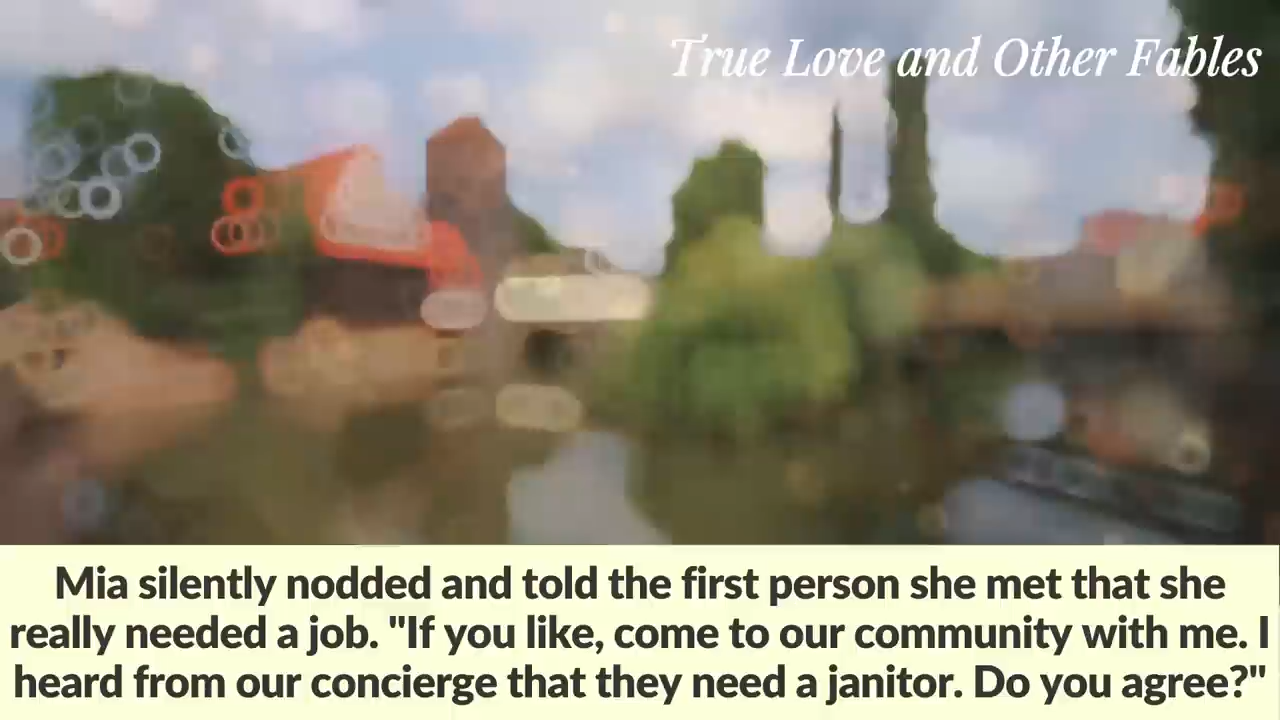 True Love and Other Fables
Mia silently nodded and told the first person she met that she
really needed a job. "If you like, come to our community with me. I
heard from our concierge that they need a janitor. Do you agree?"